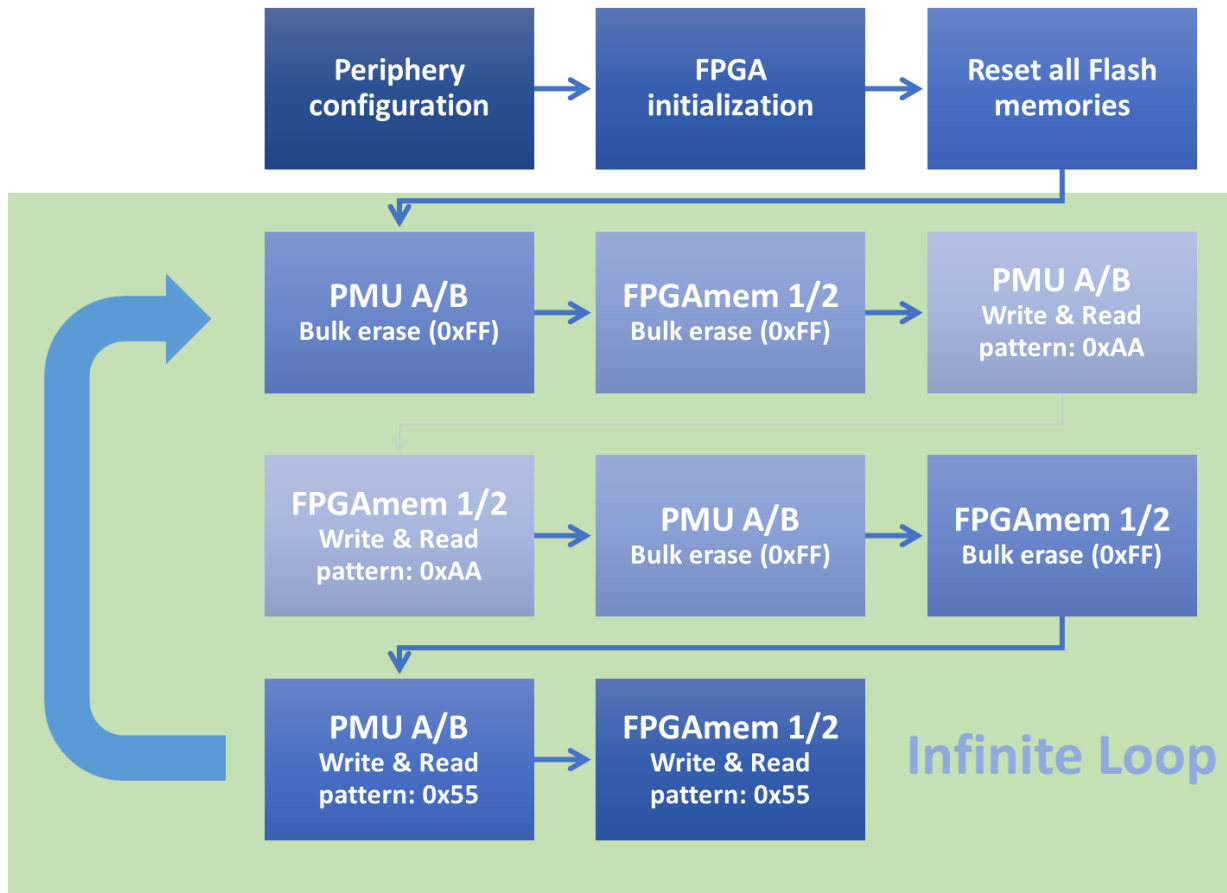 Periphery
configuration
FPGA
initialization
Reset all Flash
memories
PMU A/B
Bulk erase (0xFF)
FPGAmem 1/2
Bulk erase (0xFF)
PMU A/B
Write & Read
pattern: 0xAA
FPGAmem 1/2
Write & Read
pattern: 0xAA
PMU A/B
Bulk erase (0xFF)
FPGAmem 1/2
Bulk erase (0xFF)
PMU A/B
Write & Read
pattern: 0x55
FPGAmem 1/2
Write & Read
pattern: 0x55
Infinite Loop